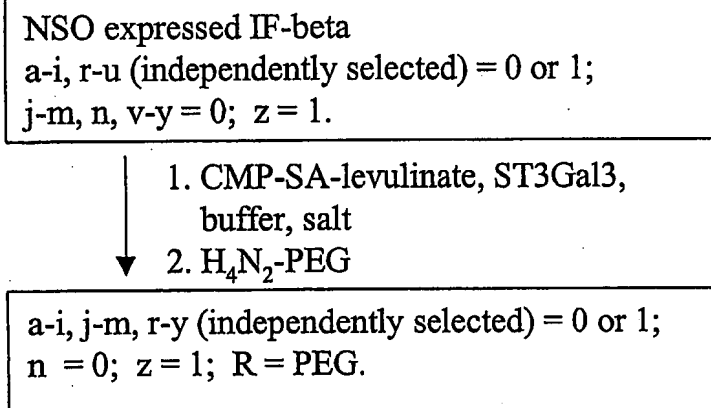 NSO expressed IF-beta
a-i, r-u (independently selected) = 0 or 1;
j-m, n, v-y = 0; z = 1.
1. CMP-SA-levulinate, ST3Gal3,
buffer, salt
2. H₄N₂-PEG
a-i, j-m, r-y (independently selected) = 0 or 1;
n = 0; z = 1; R = PEG.